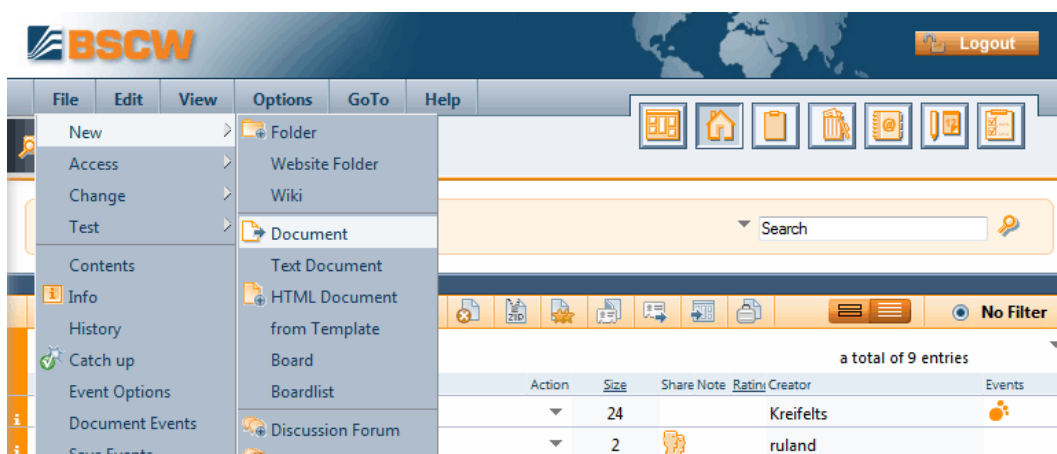 BSCW
Logout
File Edit View Options GoTo Help
New Folder
Access Website Folder
Change Wiki
Test Document
Search
Contents Text Document
Info HTML Document
ZIP
No Filter
History from Template
Catch up Board
a total of 9 entries
Event Options Boardlist
Action Size Share Note Creator Events
24 Kreifelts
Document Events Discussion Forum
2 ruland